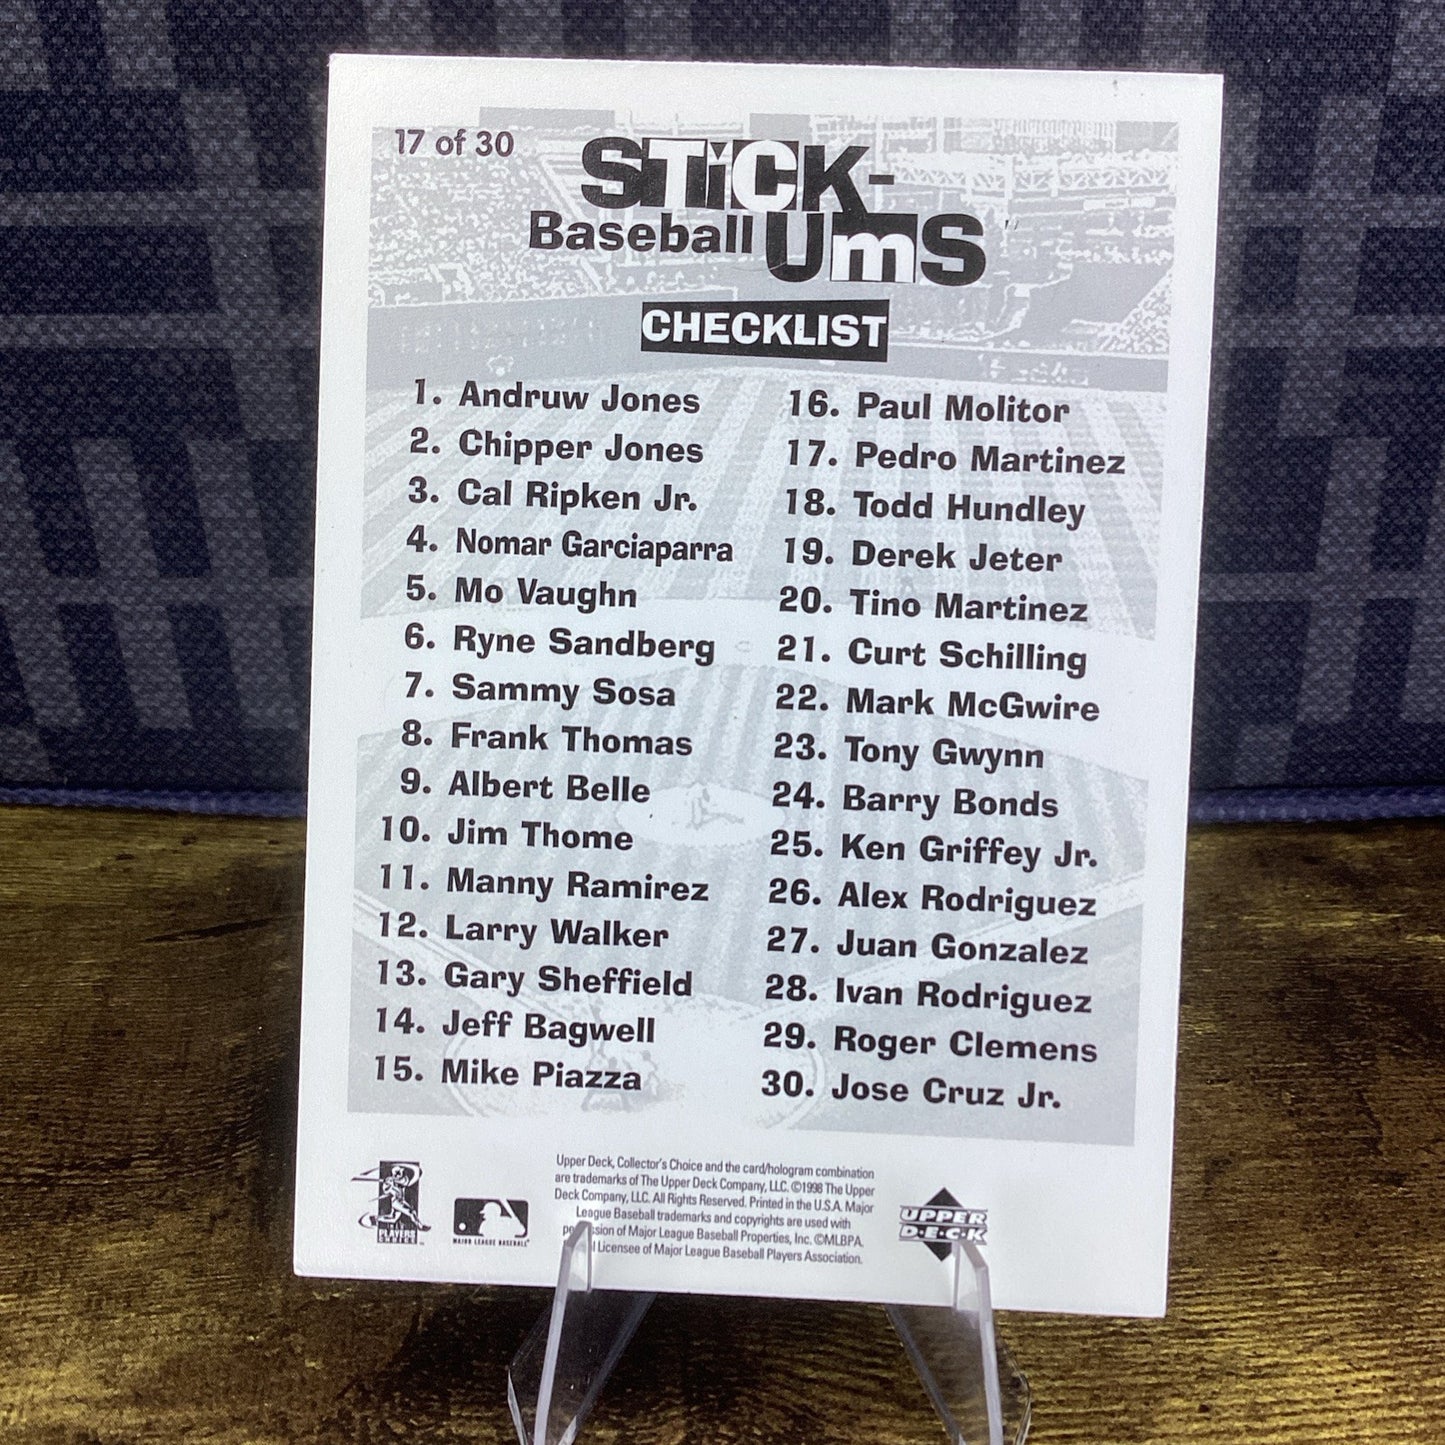 17 of 30
STiCK-
Baseball UmS
CHECKLIST
1. Andruw Jones
2. Chipper Jones
3. Cal Ripken Jr.
4. Nomar Garciaparra
5. Mo Vaughn
6. Ryne Sandberg
7. Sammy Sosa
8. Frank Thomas
9. Albert Belle
10. Jim Thome
11. Manny Ramirez
12. Larry Walker
13. Gary Sheffield
14. Jeff Bagwell
15. Mike Piazza
16. Paul Molitor
17. Pedro Martinez
18. Todd Hundley
19. Derek Jeter
20. Tino Martinez
21. Curt Schilling
22. Mark McGwire
23. Tony Gwynn
24. Barry Bonds
25. Ken Griffey Jr.
26. Alex Rodriguez
27. Juan Gonzalez
28. Ivan Rodriguez
29. Roger Clemens
30. Jose Cruz Jr.
Upper Deck, Collector's Choice and the card/hologram combination
are trademarks of The Upper Deck Company, LLC. ©1998 The Upper
Deck Company, LLC. All Rights Reserved. Printed in the U.S.A. Major
League Baseball trademarks and copyrights are used with
of Major League Baseball Properties, Inc. ©MLBPA
Licensee of Major League Baseball Players Association.
PLAYERS
CHOICE
MAJOR LEAGUE BASEBALL
UPPER
D·E·C·K